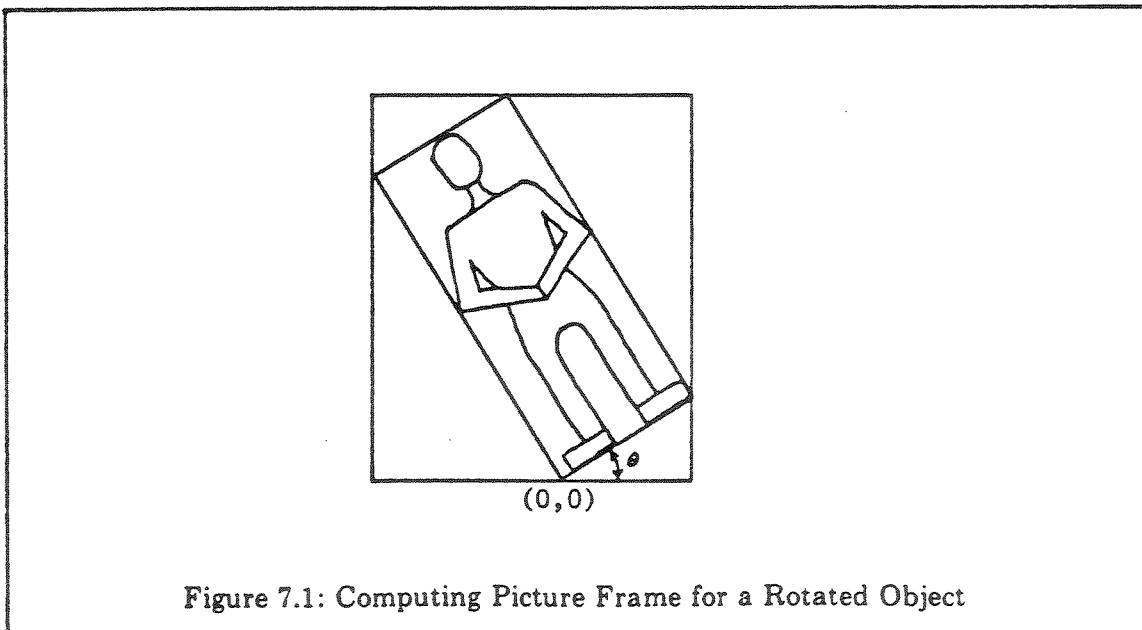 θ
(0,0)
Figure 7.1: Computing Picture Frame for a Rotated Object